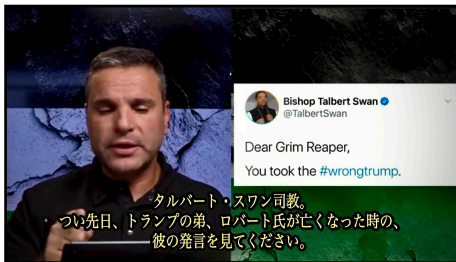 Bishop Talbert Swan
@TalbertSwan
Dear Grim Reaper,
You took the #wrongtrump.
タルバート・スワン司教。
つい先日、トランプの弟、ロバート氏が亡くなった時の、
彼の発言を見てください。